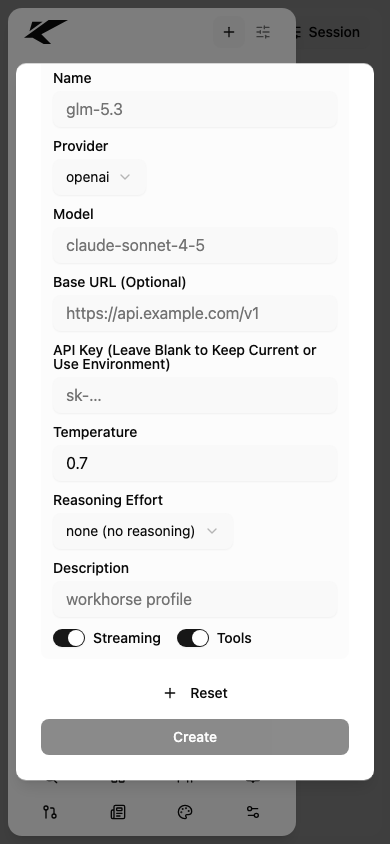 Session
Name
glm-5.3
Provider
openai
Model
claude-sonnet-4-5
Base URL (Optional)
https://api.example.com/v1
API Key (Leave Blank to Keep Current or
Use Environment)
sk-...
Temperature
0.7
Reasoning Effort
none (no reasoning)
Description
workhorse profile
Streaming
Tools
Reset
Create